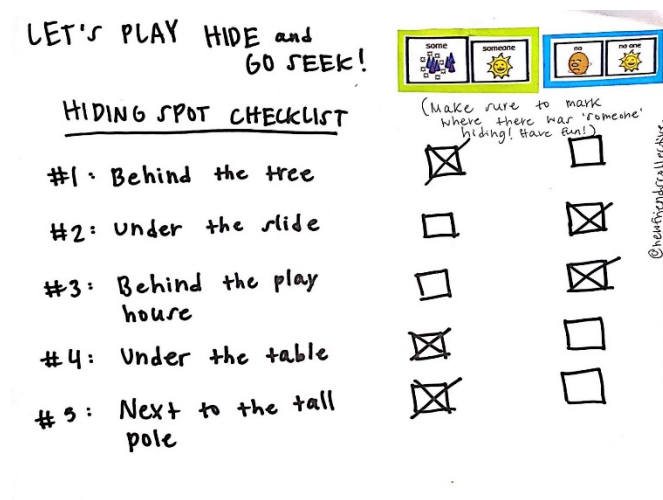 LET'S PLAY HIDE and
GO SEEK!
some
someone
no
no one
HIDING SPOT CHECKLIST
(Make sure to mark
where there was 'someone'
hiding! Have fun!)
#1: Behind the tree
#2: Under the slide
#3: Behind the play
house
#4: Under the table
#5: Next to the tall
pole